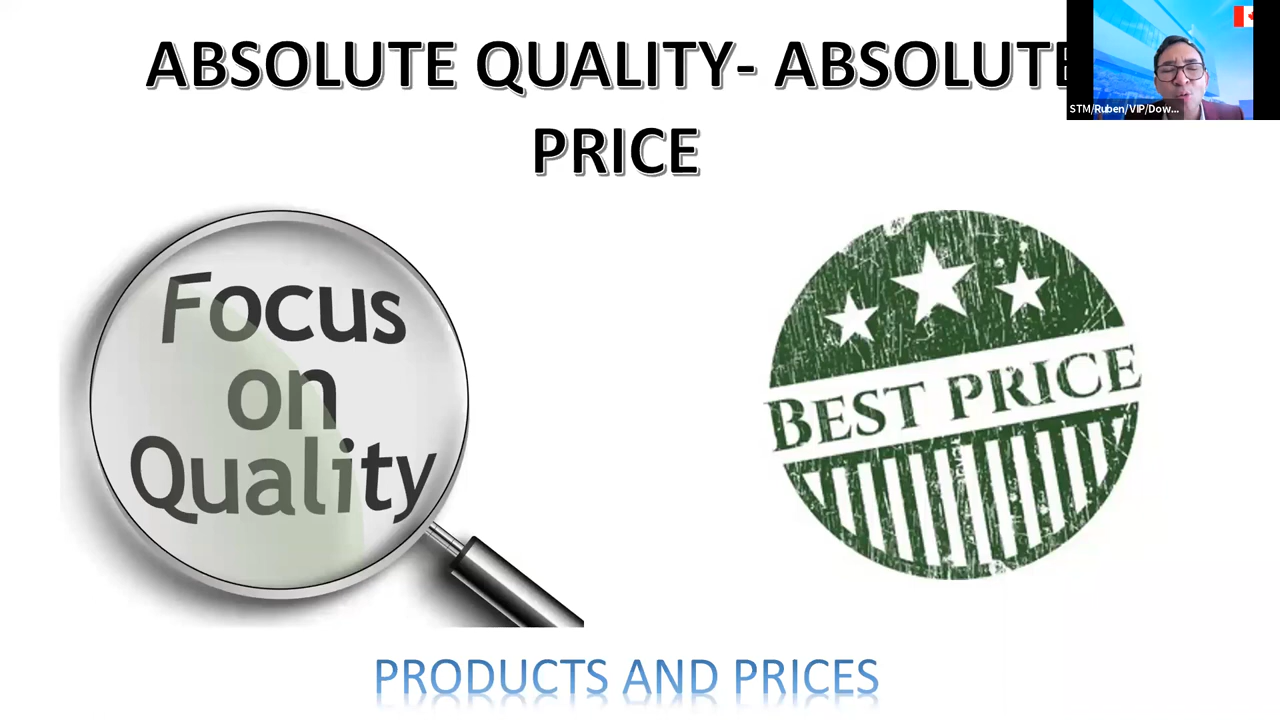 ABSOLUTE QUALITY- ABSOLUTE
PRICE
STM/Ruben/VIP/Dow...
Focus
on
Quality
BEST PRICE
PRODUCTS AND PRICES